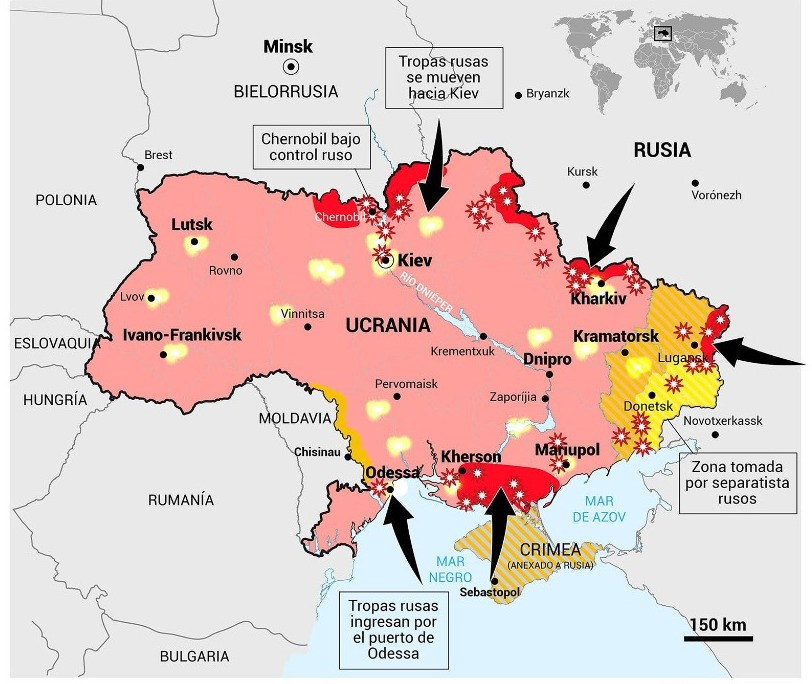 Minsk
BIELORRUSIA
Tropas rusas
se mueven
hacia Kiev
Bryanzk
Chernobil bajo
control ruso
RUSIA
Brest
Kursk
Vorónezh
POLONIA
Chernobil
Lutsk
Rovno
Kiev
RÍO DNIÉPER
Lvov
Kharkiv
Vinnitsa
UCRANIA
Ivano-Frankivsk
Kramatorsk
ESLOVAQUIA
Krementxuk
Dnipro
Lugansk
HUNGRÍA
Pervomaisk
Zaporíjia
Donetsk
MOLDAVIA
Novotxerkassk
Chisinau
Kherson
Mariupol
Odessa
Zona tomada
por separatista
rusos
RUMANÍA
MAR
DE AZOV
CRIMEA
(ANEXADO A RUSIA)
MAR
NEGRO
Sebastopol
Tropas rusas
ingresan por
el puerto de
Odessa
150 km
BULGARIA